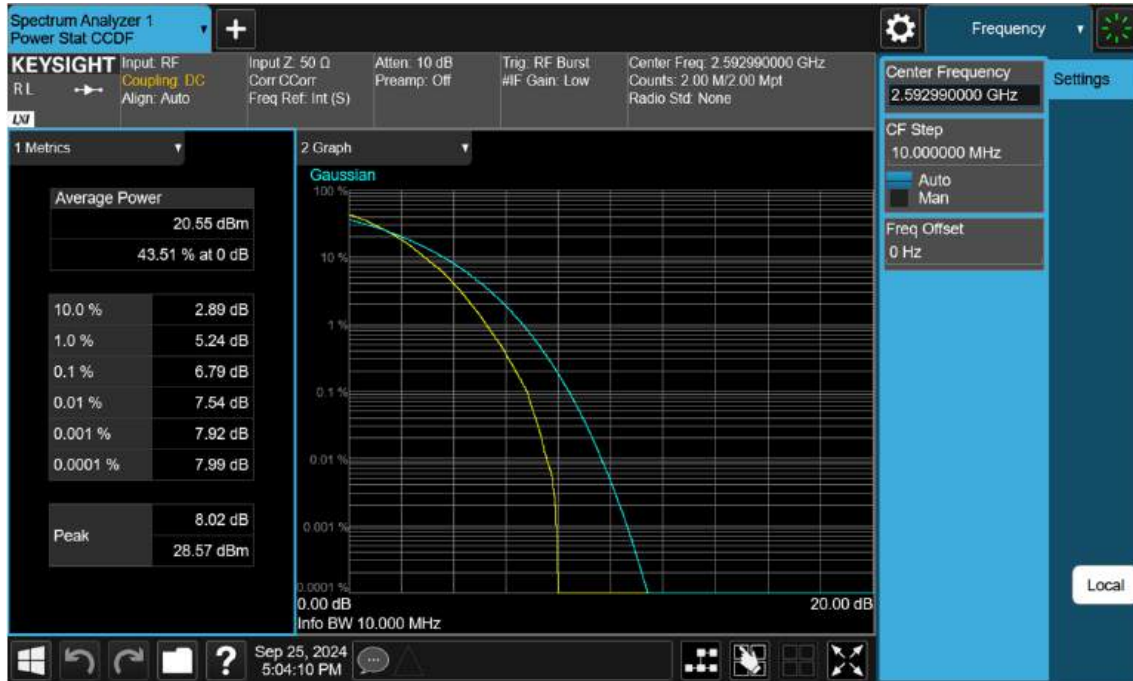 Spectrum Analyzer 1
Power Stat CCDF
+
Frequency
KEYSIGHT
RL
LXI
Input: RF
Coupling: DC
Align: Auto
Input Z: 50 Ω
Corr CCorr
Freq Ref: Int (S)
Atten: 10 dB
Preamp: Off
Trig: RF Burst
#IF Gain: Low
Center Freq: 2.592990000 GHz
Counts: 2.00 M/2.00 Mpt
Radio Std: None
Center Frequency
2.592990000 GHz
Settings
CF Step
10.000000 MHz
Auto
Man
Freq Offset
0 Hz
1 Metrics
Average Power
20.55 dBm
43.51 % at 0 dB
10.0 % 2.89 dB
1.0 % 5.24 dB
0.1 % 6.79 dB
0.01 % 7.54 dB
0.001 % 7.92 dB
0.0001 % 7.99 dB
Peak
8.02 dB
28.57 dBm
2 Graph
Gaussian
100 %
10 %
1 %
0.1 %
0.01 %
0.001 %
0.0001 %
0.00 dB 20.00 dB
Info BW 10.000 MHz
Local
?
Sep 25, 2024
5:04:10 PM